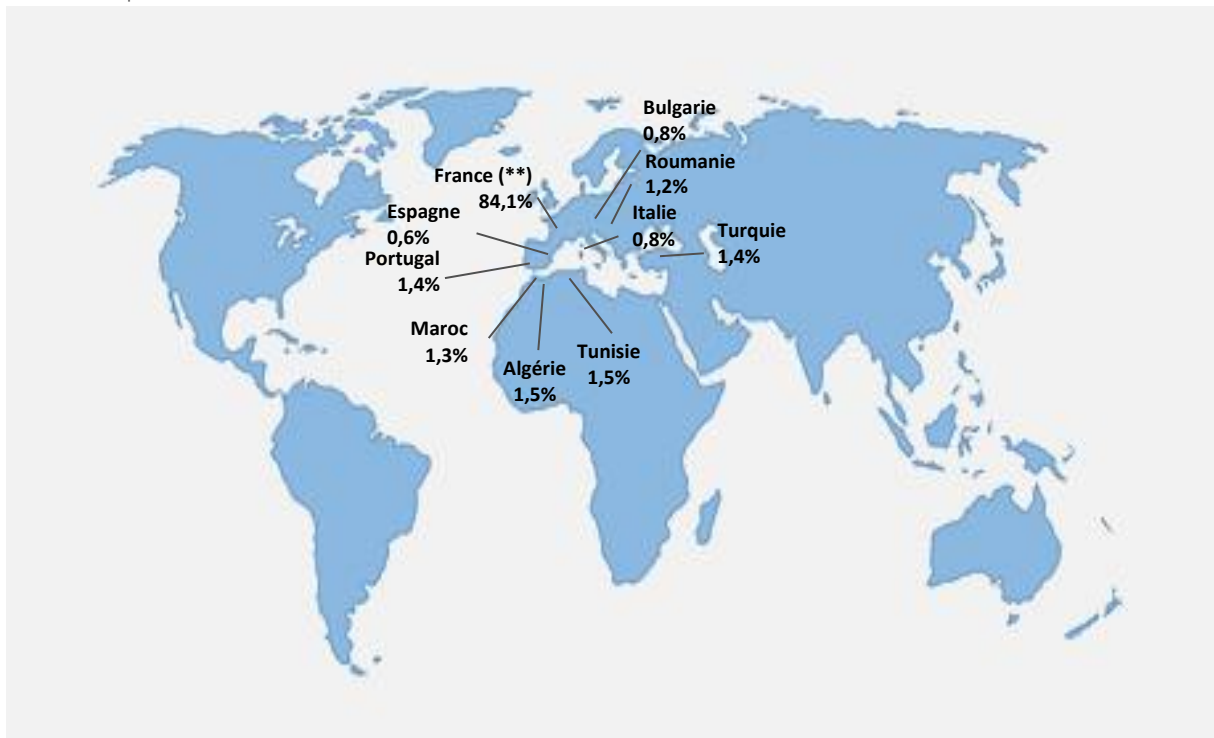 Bulgarie
0,8%
Roumanie
1,2%
France (**)
84,1%
Espagne
0,6%
Italie
0,8%
Turquie
1,4%
Portugal
1,4%
Maroc
1,3%
Algérie
1,5%
Tunisie
1,5%